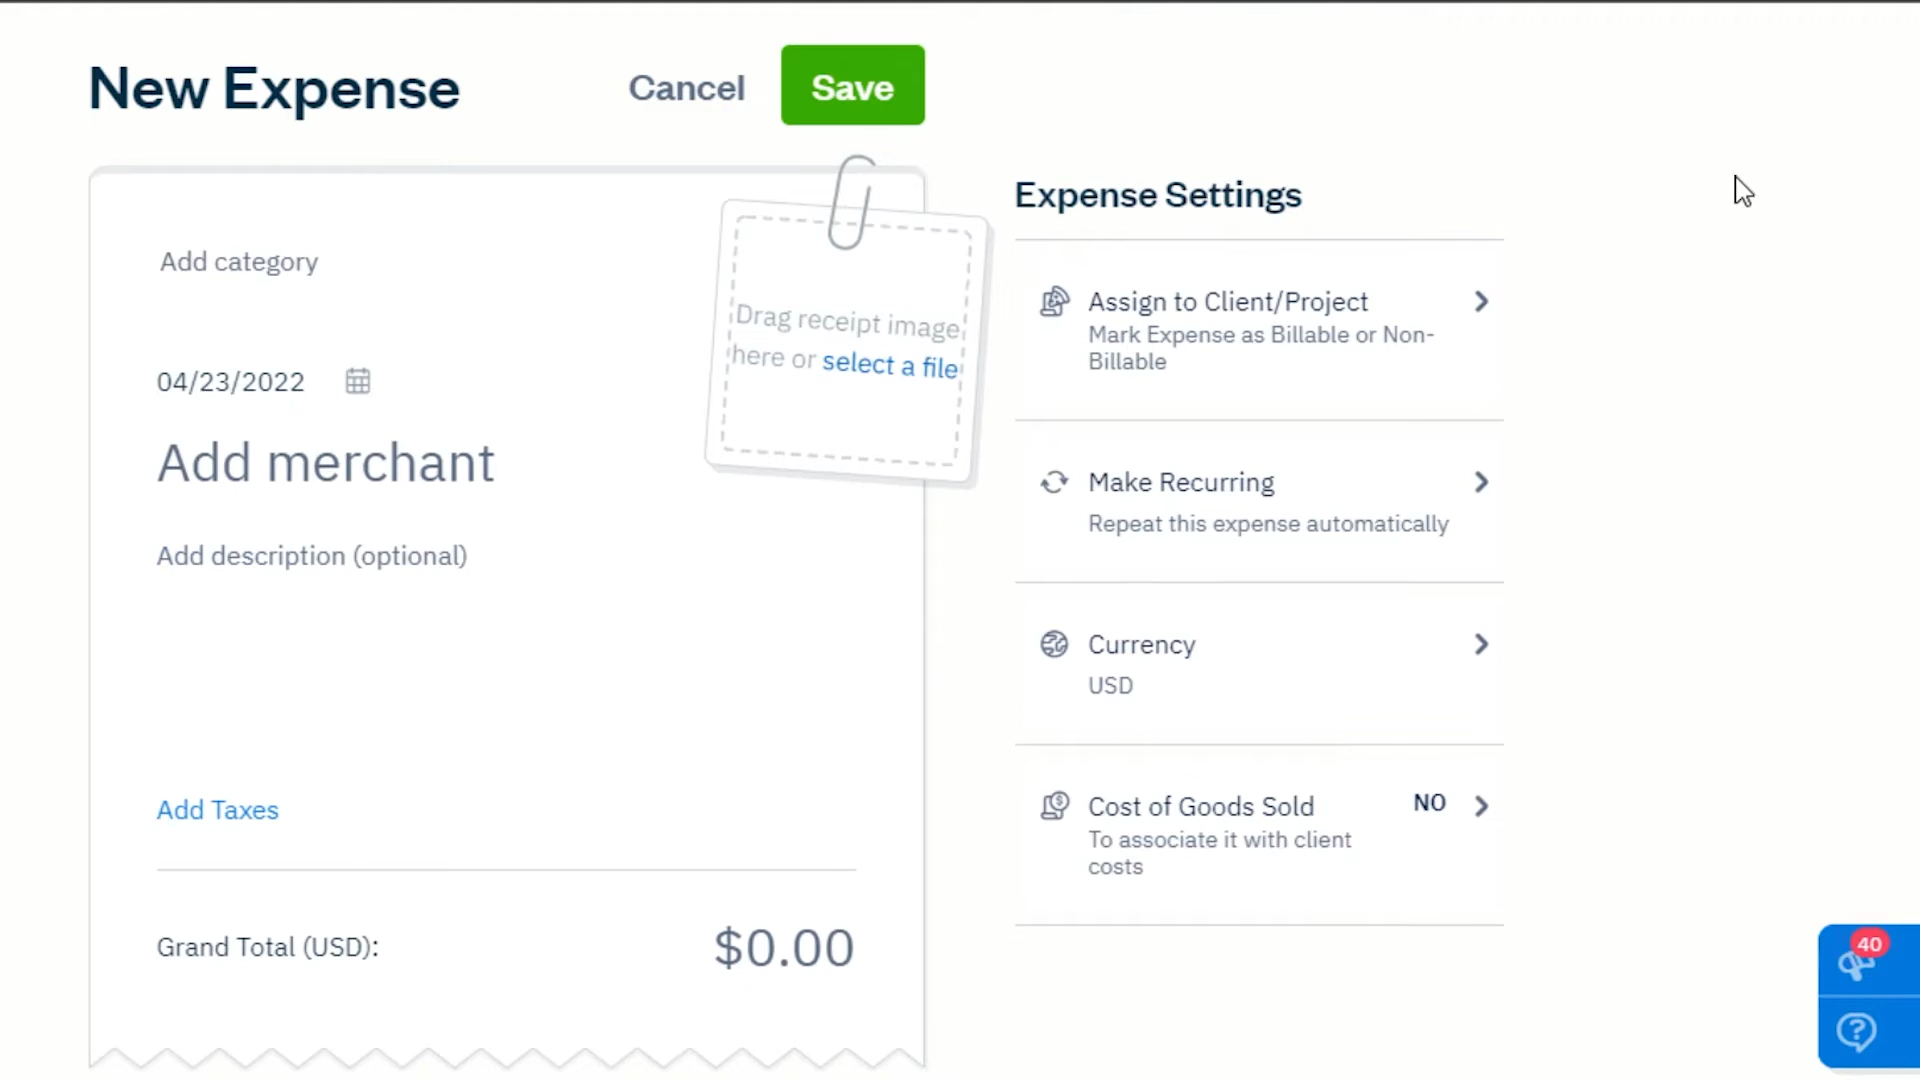 New Expense
Cancel
Save
Add category
Drag receipt image
here or select a file
04/23/2022
Add merchant
Add description (optional)
Add Taxes
Grand Total (USD):
$0.00
Expense Settings
Assign to Client/Project
Mark Expense as Billable or Non-
Billable
Make Recurring
Repeat this expense automatically
Currency
USD
Cost of Goods Sold
NO
To associate it with client
costs
40